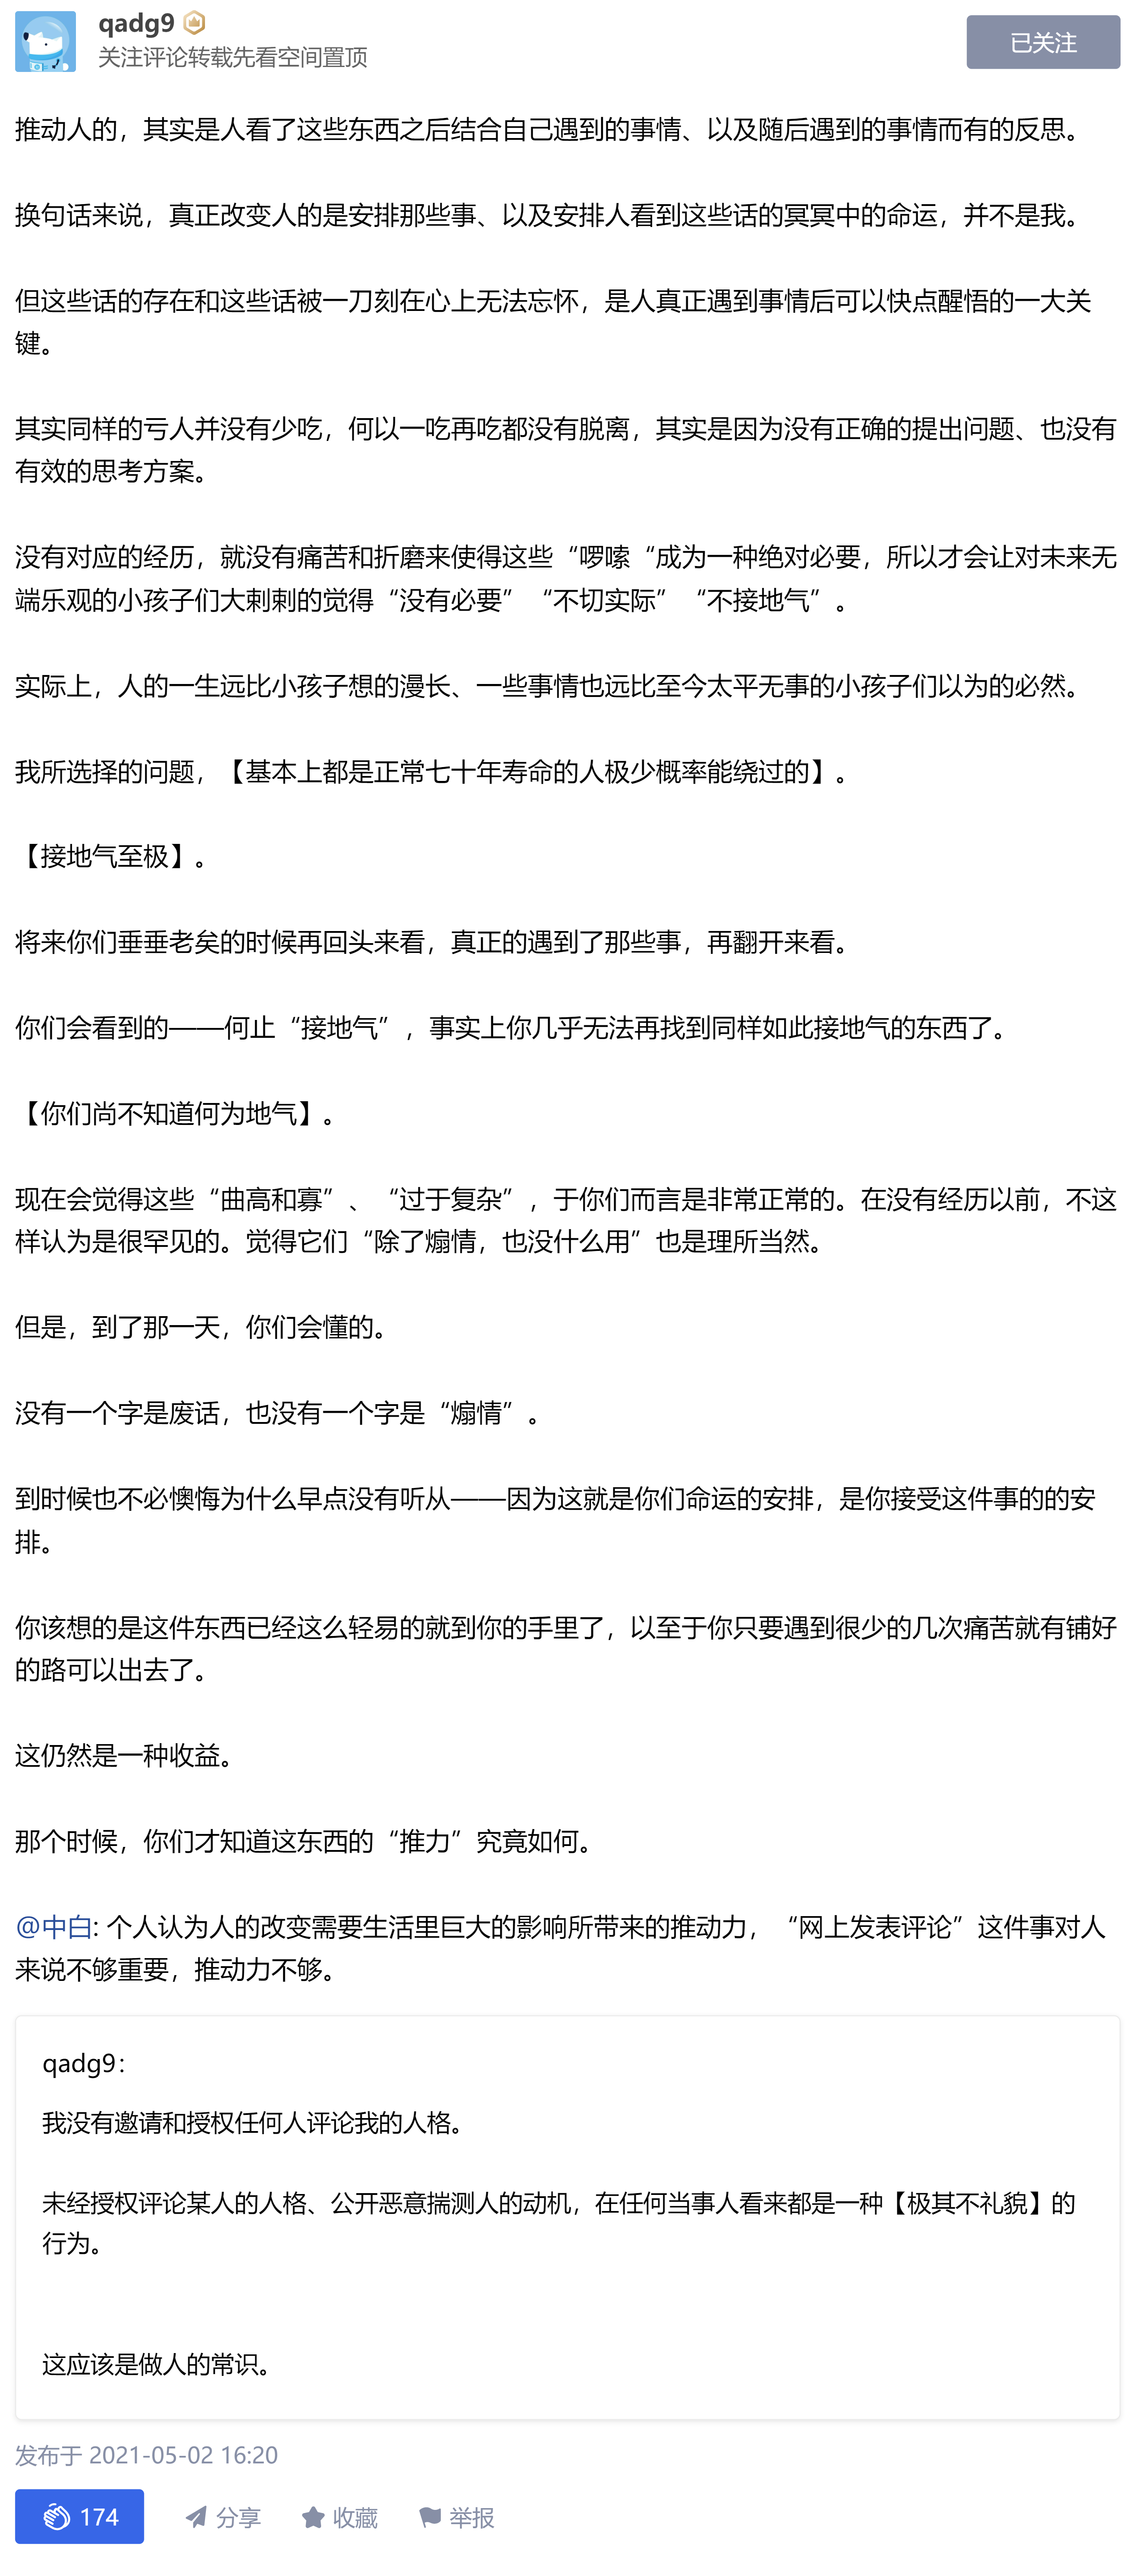 qadg9
关注评论转载先看空间置顶
已关注
推动人的，其实是人看了这些东西之后结合自己遇到的事情、以及随后遇到的事情而有的反思。
换句话来说，真正改变人的是安排那些事、以及安排人看到这些话的冥冥中的命运，并不是我。
但这些话的存在和这些话被一刀刻在心上无法忘怀，是人真正遇到事情后可以快点醒悟的一大关
键。
其实同样的亏人并没有少吃，何以一吃再吃都没有脱离，其实是因为没有正确的提出问题、也没有
有效的思考方案。
没有对应的经历，就没有痛苦和折磨来使得这些“啰嗦“成为一种绝对必要，所以才会让对未来无
端乐观的小孩子们大剌剌的觉得“没有必要”“不切实际”“不接地气”。
实际上，人的一生远比小孩子想的漫长、一些事情也远比至今太平无事的小孩子们以为的必然。
我所选择的问题，【基本上都是正常七十年寿命的人极少概率能绕过的】。
【接地气至极】。
将来你们垂垂老矣的时候再回头来看，真正的遇到了那些事，再翻开来看。
你们会看到的——何止“接地气”，事实上你几乎无法再找到同样如此接地气的东西了。
【你们尚不知道何为地气】。
现在会觉得这些“曲高和寡”、“过于复杂”，于你们而言是非常正常的。在没有经历以前，不这
样认为是很罕见的。觉得它们“除了煽情，也没什么用”也是理所当然。
但是，到了那一天，你们会懂的。
没有一个字是废话，也没有一个字是“煽情”。
到时候也不必懊悔为什么早点没有听从——因为这就是你们命运的安排，是你接受这件事的的安
排。
你该想的是这件东西已经这么轻易的就到你的手里了，以至于你只要遇到很少的几次痛苦就有铺好
的路可以出去了。
这仍然是一种收益。
那个时候，你们才知道这东西的“推力”究竟如何。
@中白: 个人认为人的改变需要生活里巨大的影响所带来的推动力，“网上发表评论”这件事对人
来说不够重要，推动力不够。
qadg9：
我没有邀请和授权任何人评论我的人格。
未经授权评论某人的人格、公开恶意揣测人的动机，在任何当事人看来都是一种【极其不礼貌】的
行为。
这应该是做人的常识。
发布于 2021-05-02 16:20
174 分享 收藏 举报